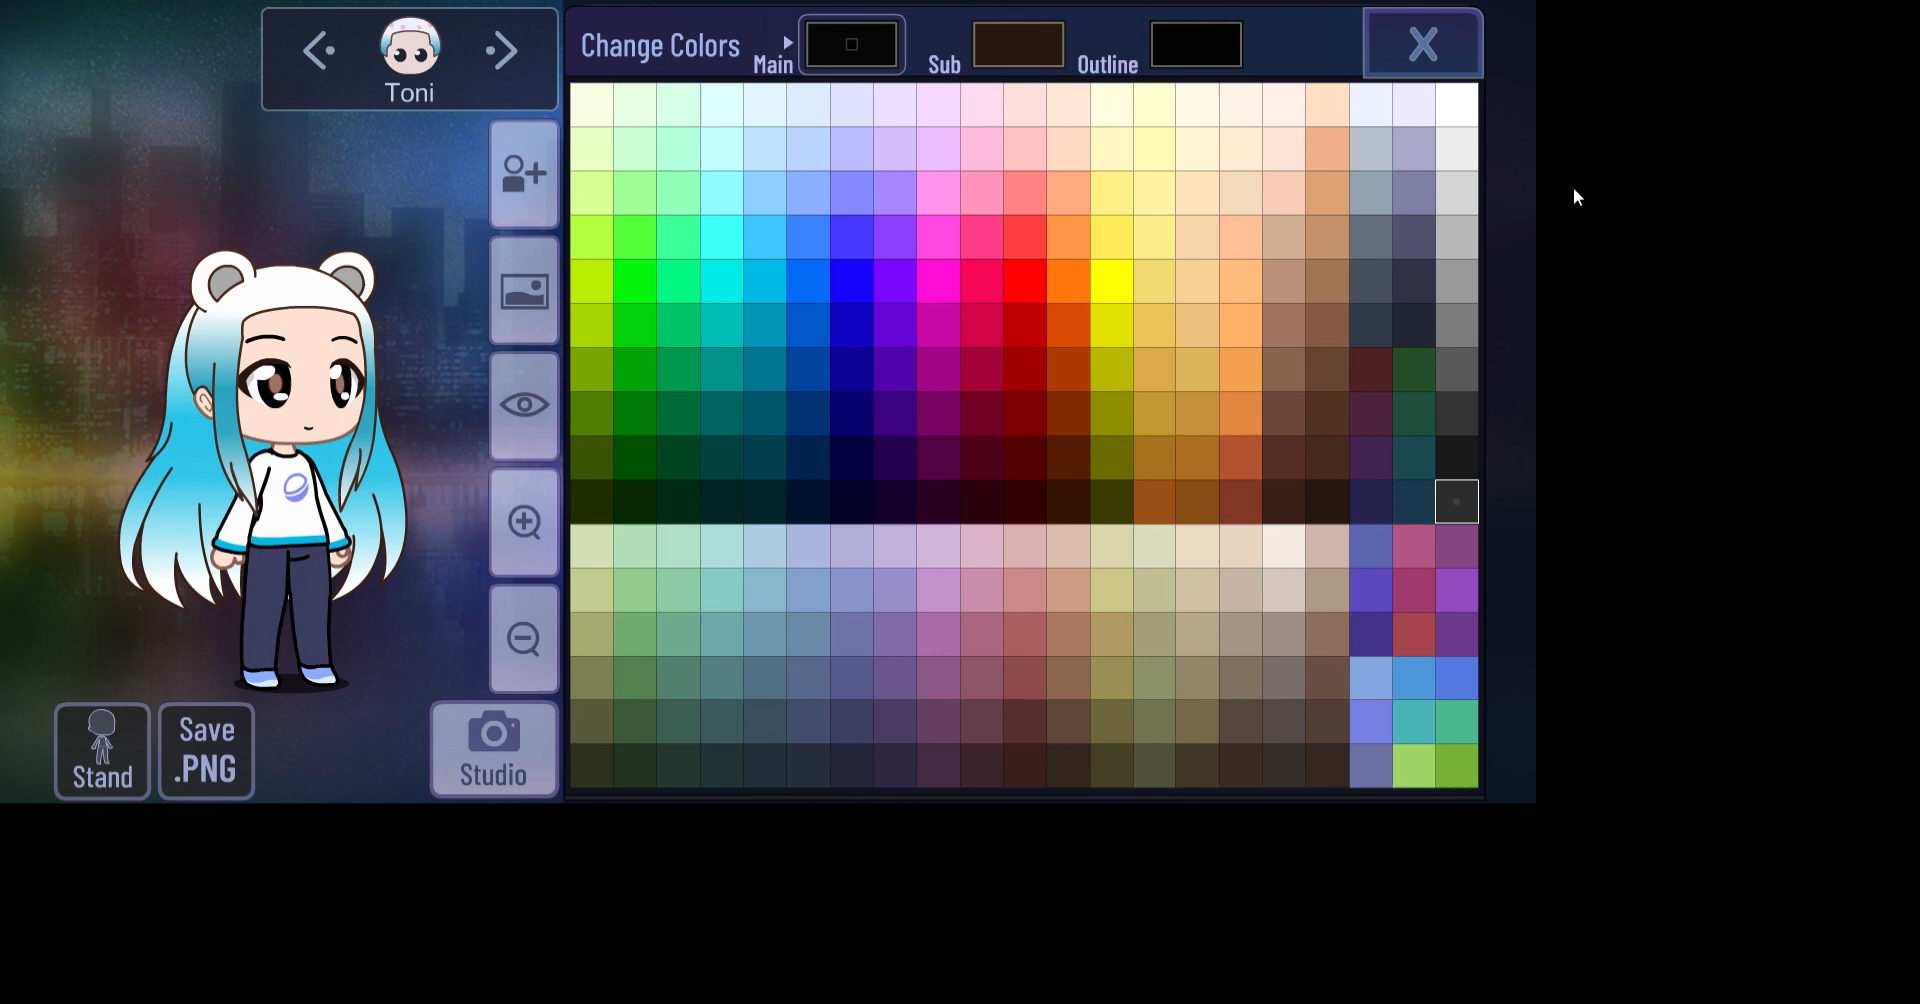 Toni
Change Colors
Main
Sub
Outline
X
Stand
Save
.PNG
Studio